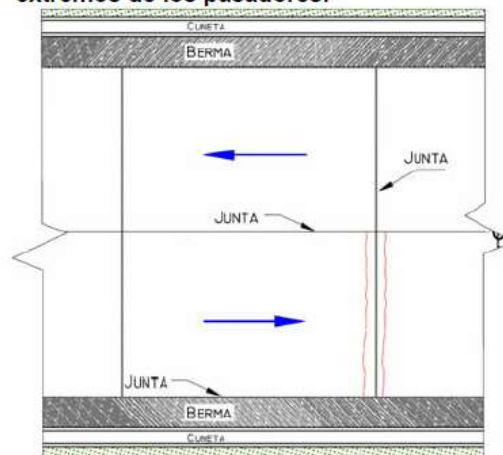 extremos de los pasadores.
CUNETA
BERMA
JUNTA
JUNTA
JUNTA
BERMA
CUNETA